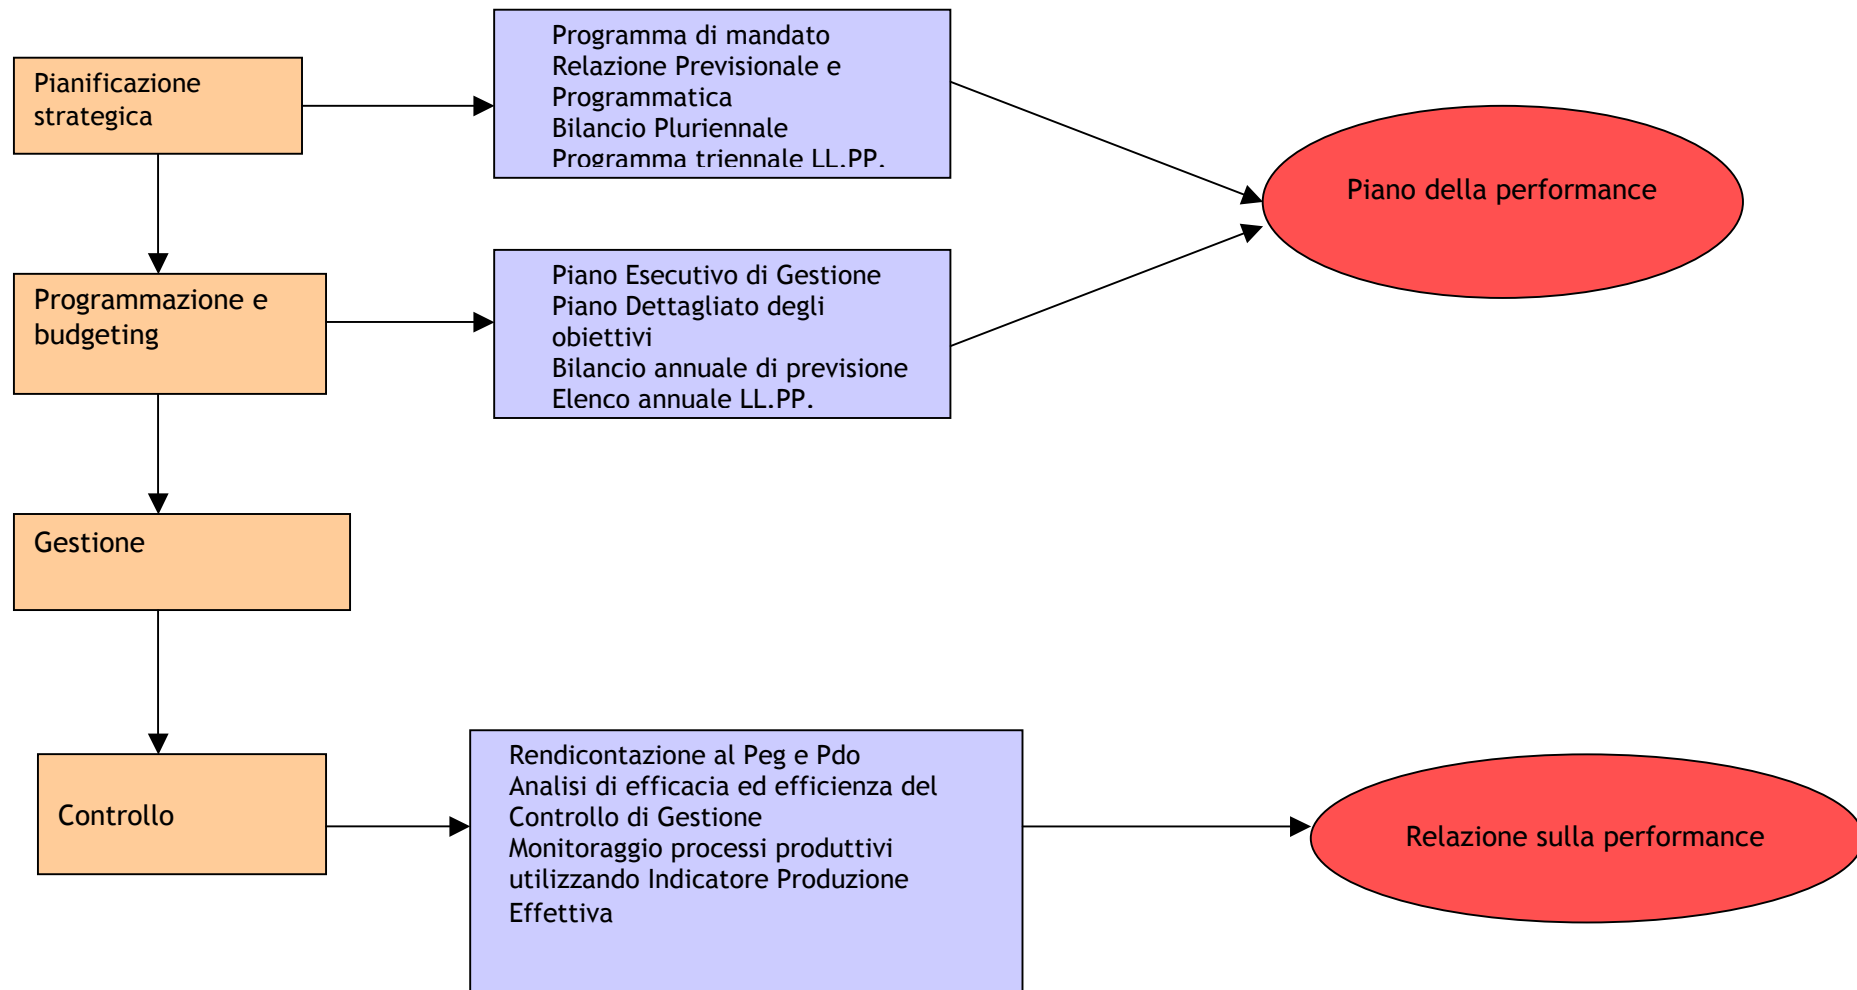 Pianificazione
strategica
Programma di mandato
Relazione Previsionale e
Programmatica
Bilancio Pluriennale
Programma triennale LL.PP.
Piano della performance
Programmazione e
budgeting
Piano Esecutivo di Gestione
Piano Dettagliato degli
obiettivi
Bilancio annuale di previsione
Elenco annuale LL.PP.
Gestione
Controllo
Rendicontazione al Peg e Pdo
Analisi di efficacia ed efficienza del
Controllo di Gestione
Monitoraggio processi produttivi
utilizzando Indicatore Produzione
Effettiva
Relazione sulla performance